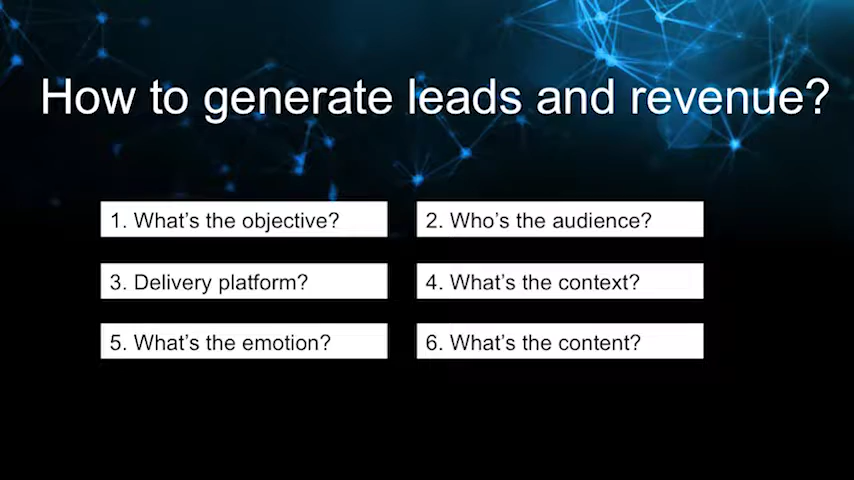 How to generate leads and revenue?
1. What's the objective?
2. Who's the audience?
3. Delivery platform?
4. What's the context?
5. What's the emotion?
6. What's the content?